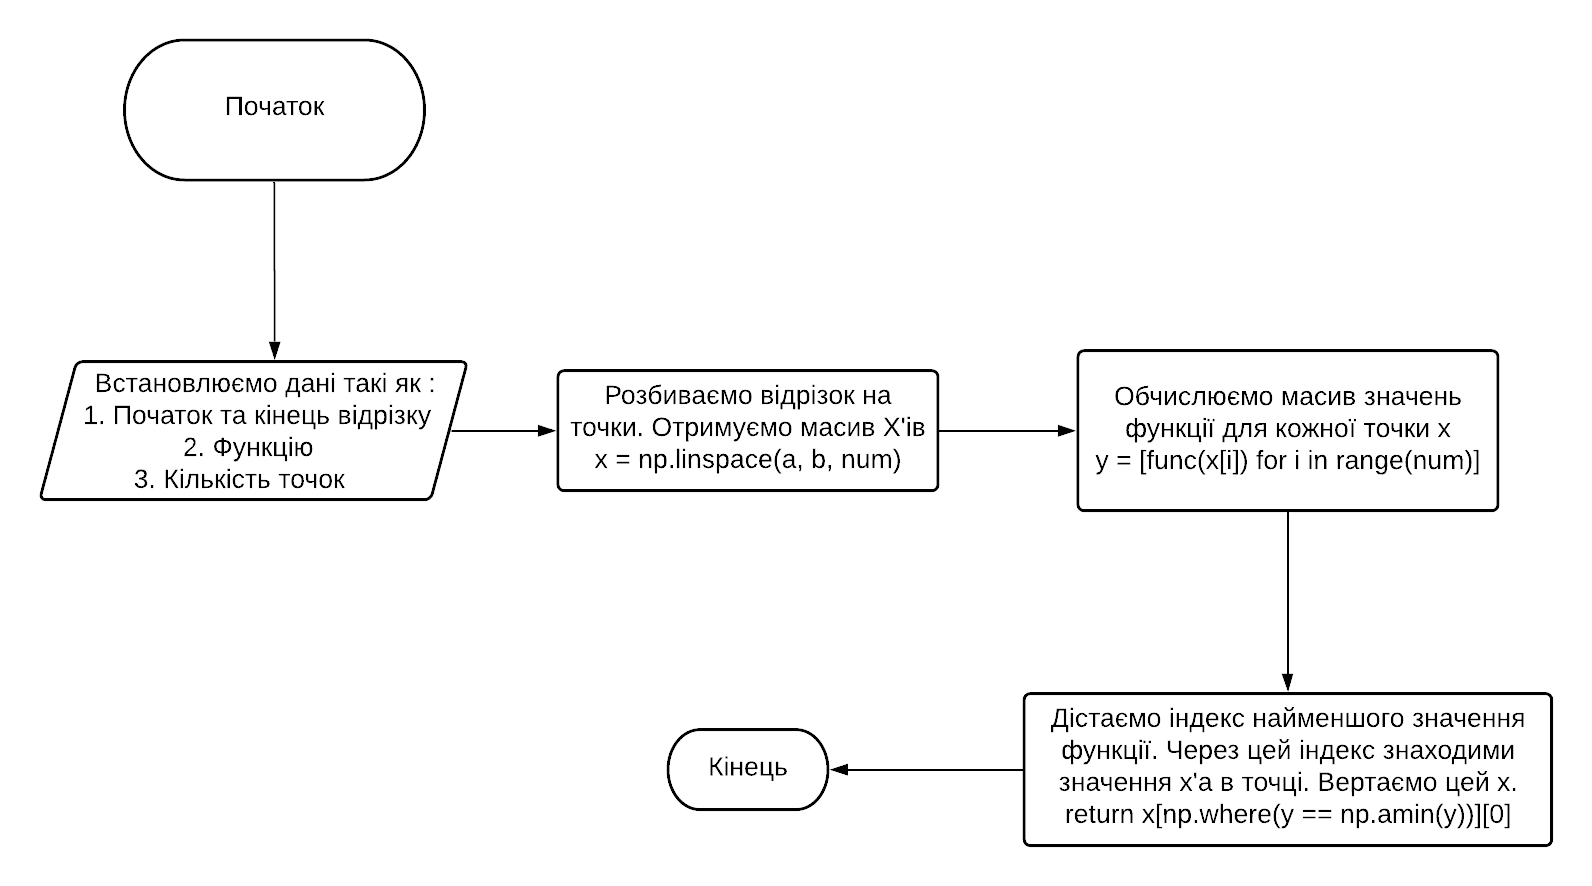 Початок
Встановлюємо дані такі як :
1. Початок та кінець відрізку
2. Функцію
3. Кількість точок
Розбиваємо відрізок на
точки. Отримуємо масив Х'ів
x = np.linspace(a, b, num)
Обчислюємо масив значень
функції для кожної точки x
y = [func(x[i]) for i in range(num)]
Дістаємо індекс найменшого значення
функції. Через цей індекс знаходими
значення x'а в точці. Вертаємо цей x.
return x[np.where(y == np.amin(y))][0]
Кінець